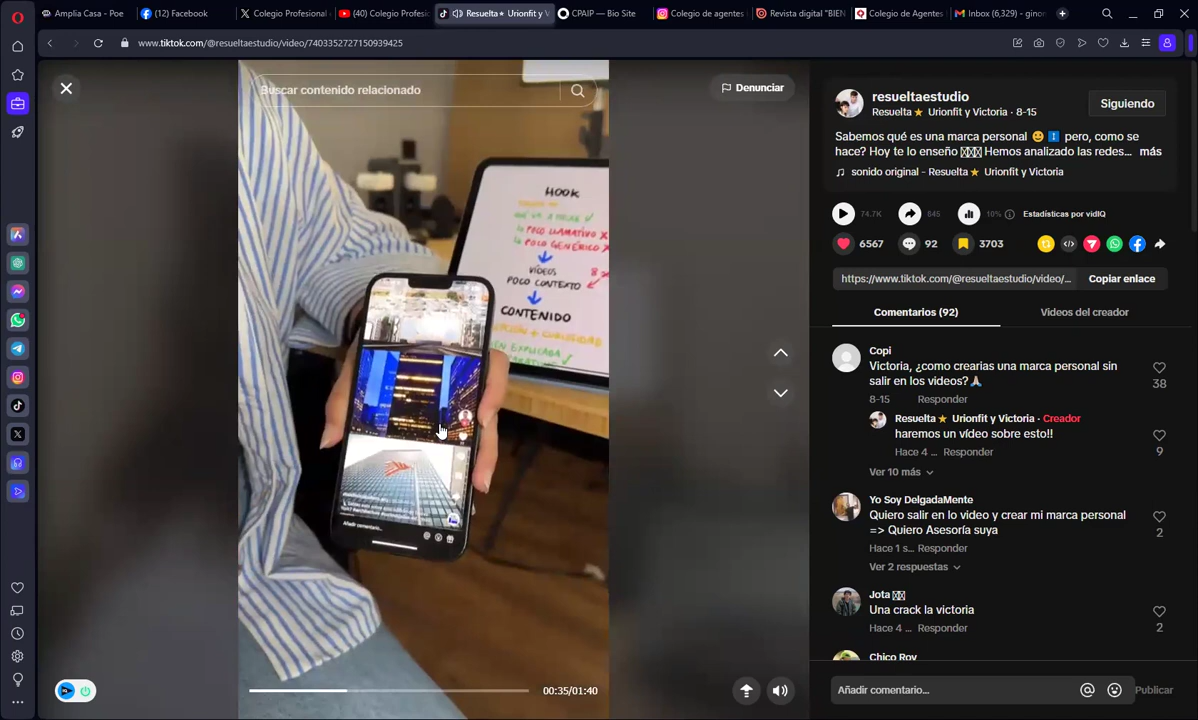 Amplia Casa - Poe
(12) Facebook
Colegio Profesional
(40) Colegio Profesi
Resuelta★ Urionfit y V
CPAIP — Bio Site
Colegio de agentes
Revista digital "BIEN
Colegio de Agentes
Inbox (6,329) - gino
www.tiktok.com/@resueltaestudio/video/7403352727150939425
Buscar contenido relacionado
Denunciar
HOOK
POCO LLAMATIVO X
POCO GENÉRICO X
VÍDEOS
POCO CONTEXTO
CONTENIDO
EN EXPLICADA
Añadir comentario...
00:35/01:40
resueltaestudio
Resuelta★ Urionfit y Victoria · 8-15
Siguiendo
Sabemos qué es una marca personal 😀 pero, como se
hace? Hoy te lo enseño Hemos analizado las redes... más
♫ sonido original - Resuelta★ Urionfit y Victoria
74.7K
845
10%
Estadísticas por vidIQ
6567
92
3703
https://www.tiktok.com/@resueltaestudio/video/...
Copiar enlace
Comentarios (92)
Videos del creador
Copi
Victoria, ¿como crearias una marca personal sin
salir en los videos?🙏
38
8-15 Responder
Resuelta★ Urionfit y Victoria · Creador
haremos un vídeo sobre esto!!
9
Hace 4 ... Responder
Ver 10 más
Yo Soy DelgadaMente
Quiero salir en lo video y crear mi marca personal
=> Quiero Asesoría suya
2
Hace 1 s... Responder
Ver 2 respuestas
Jota
Una crack la victoria
2
Hace 4 ... Responder
Chico Roy
Añadir comentario...
Publicar